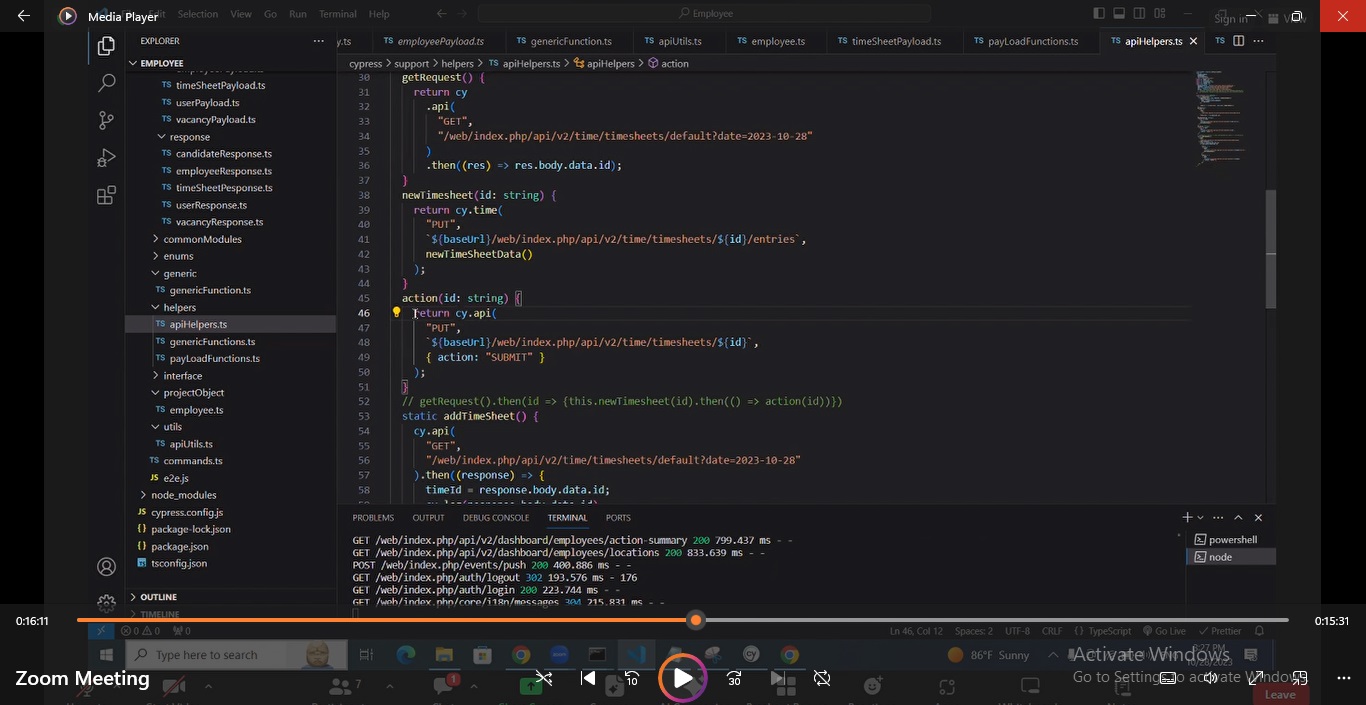 Media Player
Edit Selection View Go Run Terminal Help
Employee
Sign in
View
EXPLORER
EMPLOYEE
timeSheetPayload.ts
userPayload.ts
vacancyPayload.ts
response
candidateResponse.ts
employeeResponse.ts
timeSheetPesponse.ts
userResponse.ts
vacancyResponse.ts
commonModules
enums
generic
genericFunction.ts
helpers
apiHelpers.ts
genericFunctions.ts
payLoadFunctions.ts
interface
projectObject
employee.ts
utils
apiUtils.ts
commands.ts
e2e.js
node_modules
cypress.config.js
package-lock.json
package.json
tsconfig.json
OUTLINE
TIMELINE
y.ts employeePayload.ts genericFunction.ts apiUtils.ts employee.ts timeSheetPayload.ts payLoadFunctions.ts apiHelpers.ts
cypress > support > helpers > TS apiHelpers.ts > apiHelpers > action
30 getRequest() {
31 return cy
32 .api(
33 "GET",
34 "/web/index.php/api/v2/time/timesheets/default?date=2023-10-28"
35 )
36 .then((res) => res.body.data.id);
37 }
38 newTimesheet(id: string) {
39 return cy.time(
40 "PUT",
41 `${baseUrl}/web/index.php/api/v2/time/timesheets/${id}/entries`,
42 newTimeSheetData()
43 );
44 }
45 action(id: string) {
46 return cy.api(
47 "PUT",
48 `${baseUrl}/web/index.php/api/v2/time/timesheets/${id}`,
49 { action: "SUBMIT" }
50 );
51 }
52 // getRequest().then(id => {this.newTimesheet(id).then(() => action(id))})
53 static addTimeSheet() {
54 cy.api(
55 "GET",
56 "/web/index.php/api/v2/time/timesheets/default?date=2023-10-28"
57 ).then((response) => {
58 timeId = response.body.data.id;
PROBLEMS OUTPUT DEBUG CONSOLE TERMINAL PORTS
GET /web/index.php/api/v2/dashboard/employees/action-summary 200 799.437 ms - -
GET /web/index.php/api/v2/dashboard/employees/locations 200 833.639 ms - -
POST /web/index.php/events/push 200 400.886 ms - -
GET /web/index.php/auth/logout 302 193.576 ms - 176
GET /web/index.php/auth/login 200 223.744 ms - -
GET /web/index.php/core/i18n/messages 304 215.831 ms - -
powershell
node
0:16:11
0:15:31
0 0 0
Ln 46, Col 12 Spaces: 2 UTF-8 CRLF {} TypeScript Go Live Prettier
Type here to search
86°F Sunny
10/28/2023
Activate Windows
Go to Settings to activate Windows.
Zoom Meeting
7
1
10
30
Leave